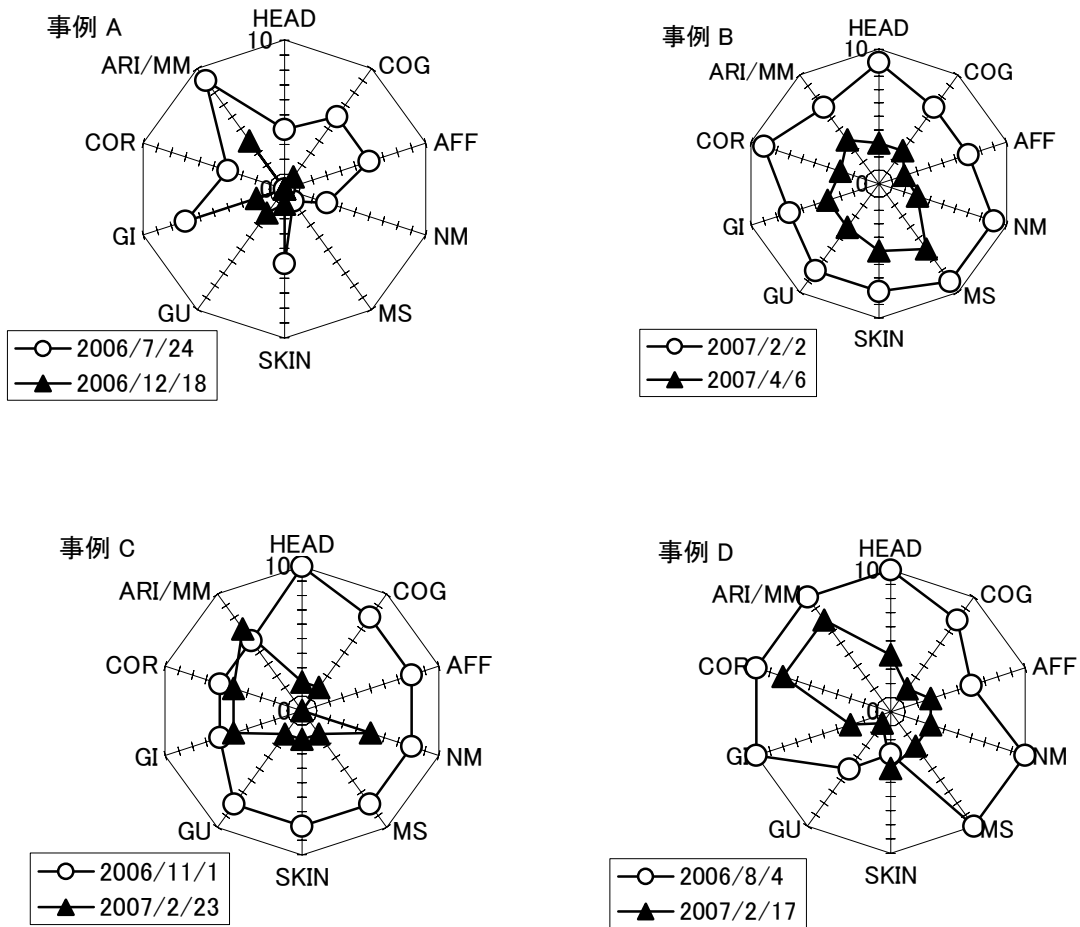 事例 A
HEAD
10
COG
AFF
NM
MS
SKIN
GU
GI
COR
ARI/MM
0
2006/7/24
2006/12/18
事例 B
HEAD
10
COG
AFF
NM
MS
SKIN
GU
GI
COR
ARI/MM
0
2007/2/2
2007/4/6
事例 C
HEAD
10
COG
AFF
NM
MS
SKIN
GU
GI
COR
ARI/MM
0
2006/11/1
2007/2/23
事例 D
HEAD
10
COG
AFF
NM
MS
SKIN
GU
GI
COR
ARI/MM
0
2006/8/4
2007/2/17